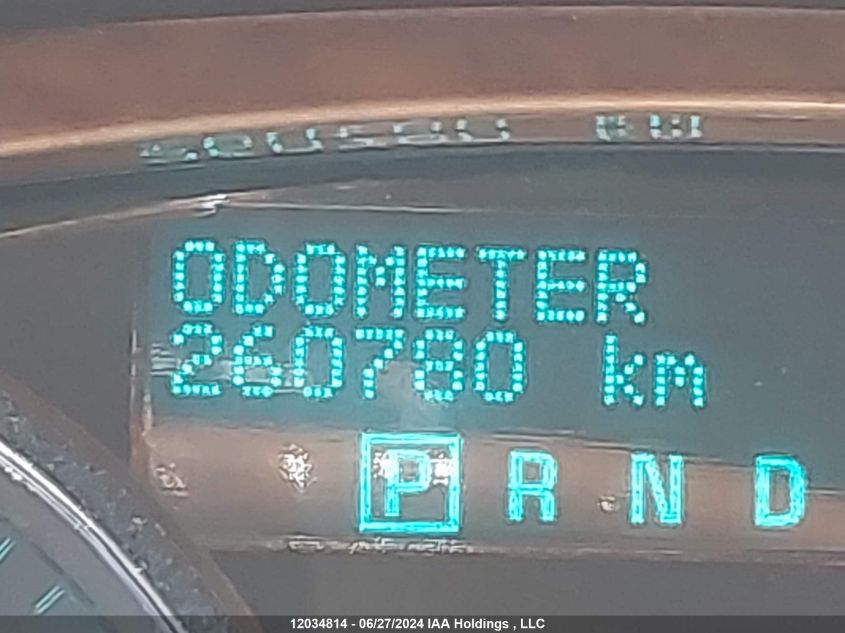 ODOMETER
260780 km
P R N D
12034814 - 06/27/2024 IAA Holdings , LLC